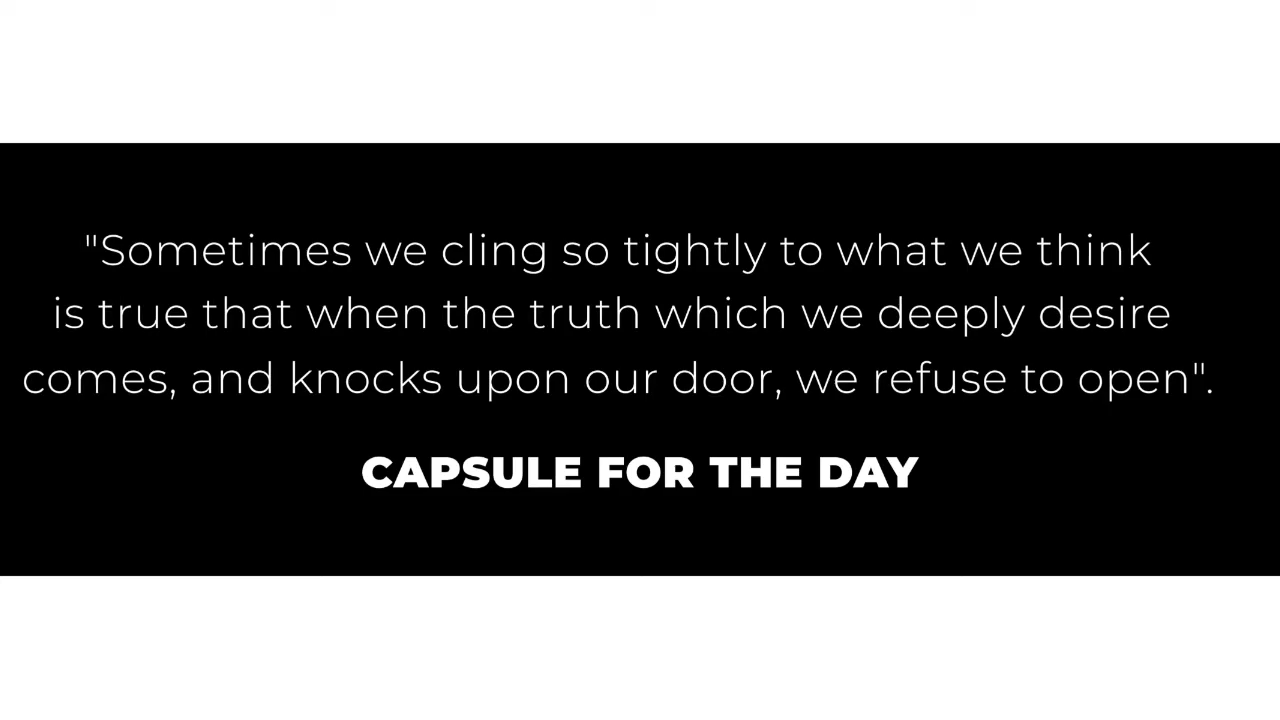 "Sometimes we cling so tightly to what we think
is true that when the truth which we deeply desire
comes, and knocks upon our door, we refuse to open".
CAPSULE FOR THE DAY